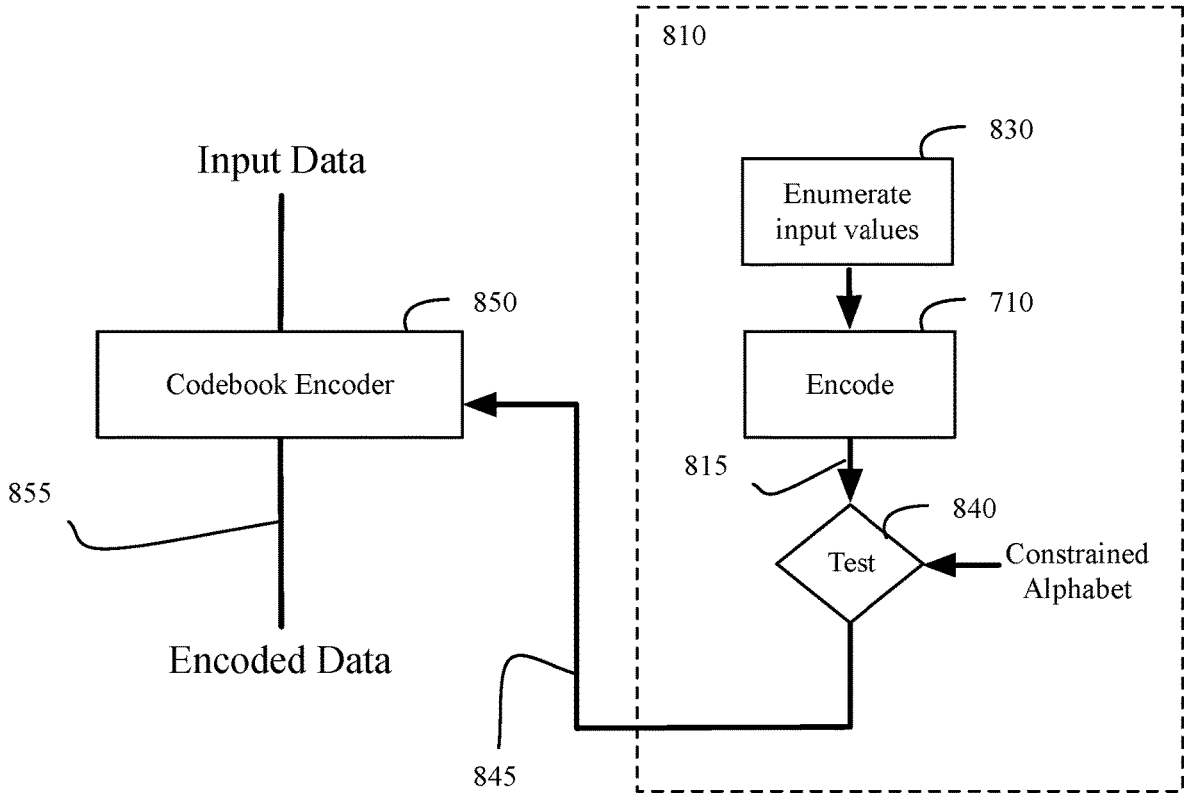 810
830
Input Data
Enumerate
input values
850
710
Codebook Encoder
Encode
815
855
840
Test
Constrained
Alphabet
Encoded Data
845